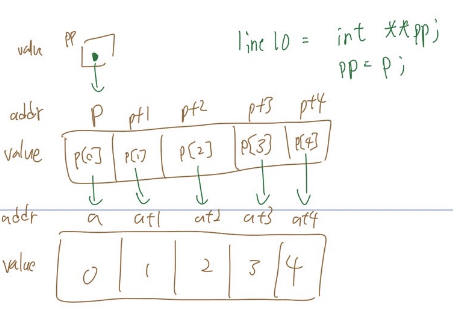 value pp
line 10 = int **pp;
pp = p;
addr p p+1 p+2 p+3 p+4
value p[0] p[1] p[2] p[3] p[4]
addr a a+1 a+2 a+3 a+4
value 0 1 2 3 4